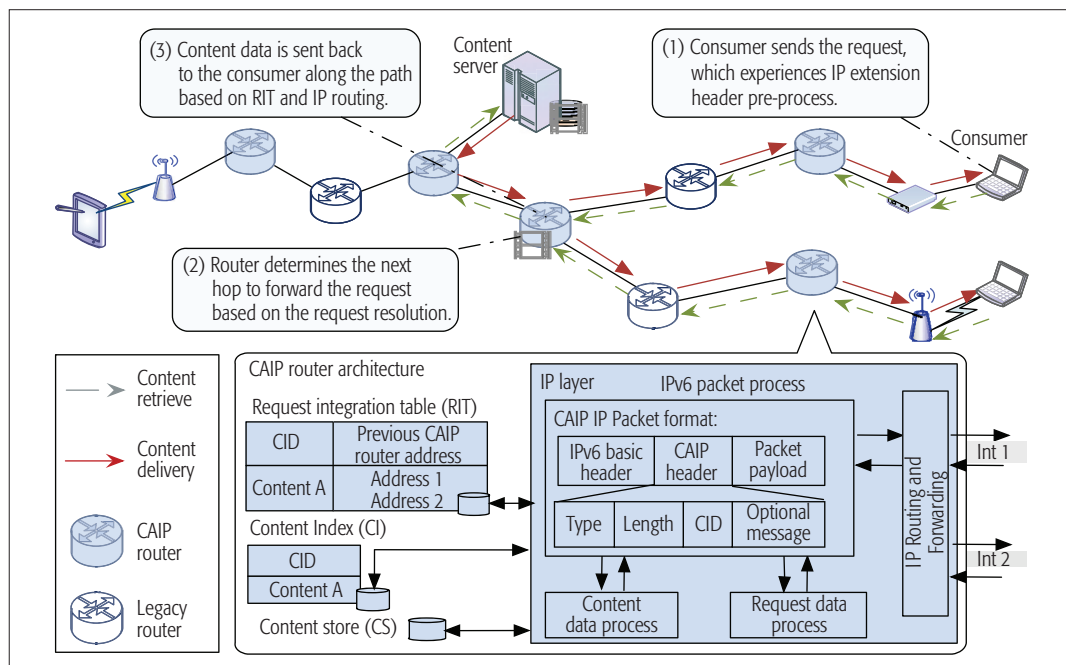 (3) Content data is sent back
to the consumer along the path
based on RIT and IP routing.
Content
server
(1) Consumer sends the request,
which experiences IP extension
header pre-process.
Consumer
(2) Router determines the next
hop to forward the request
based on the request resolution.
Content
retrieve
Content
delivery
CAIP
router
Legacy
router
CAIP router architecture
Request integration table (RIT)
CID
Previous CAIP
router address
Content A
Address 1
Address 2
Content Index (CI)
CID
Content A
Content store (CS)
IP layer
IPv6 packet process
CAIP IP Packet format:
IPv6 basic
header
CAIP
header
Packet
payload
Type
Length
CID
Optional
message
Content
data process
Request data
process
IP Routing and
Forwarding
Int 1
Int 2